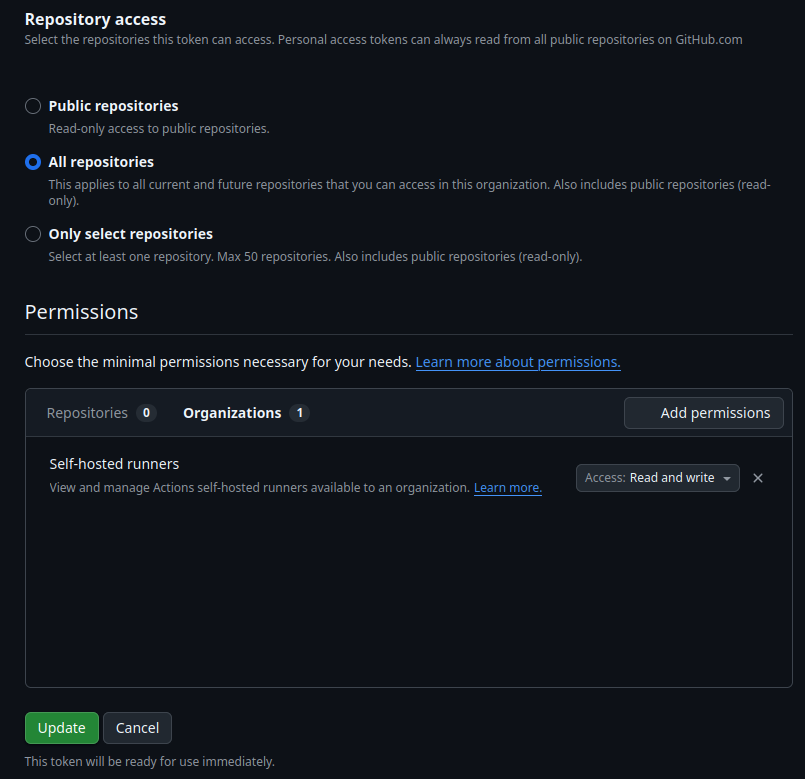 Repository access
Select the repositories this token can access. Personal access tokens can always read from all public repositories on GitHub.com
Public repositories
Read-only access to public repositories.
All repositories
This applies to all current and future repositories that you can access in this organization. Also includes public repositories (read-
only).
Only select repositories
Select at least one repository. Max 50 repositories. Also includes public repositories (read-only).
Permissions
Choose the minimal permissions necessary for your needs. Learn more about permissions.
Repositories 0 Organizations 1 Add permissions
Self-hosted runners
View and manage Actions self-hosted runners available to an organization. Learn more.
Access: Read and write
Update Cancel
This token will be ready for use immediately.